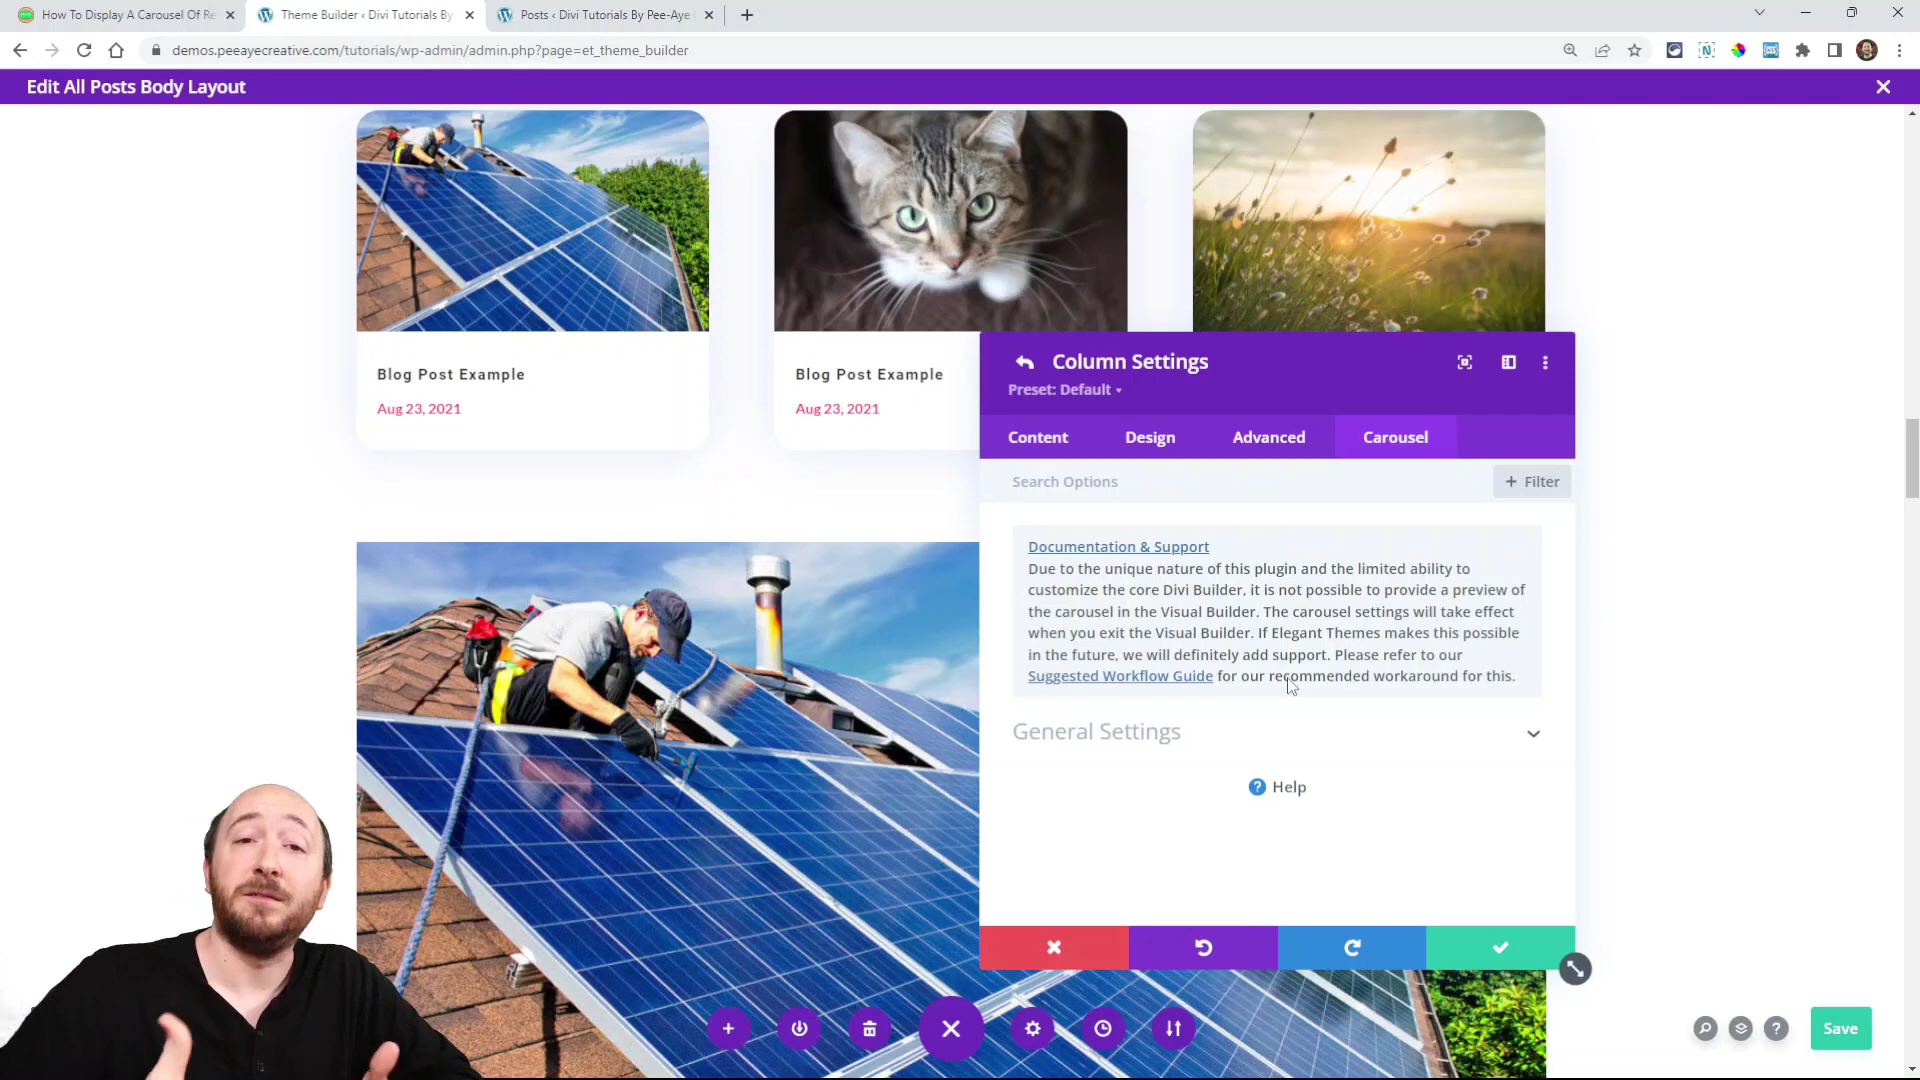 How To Display A Carousel Of Re
Theme Builder ‹ Divi Tutorials By
Posts ‹ Divi Tutorials By Pee-Aye
demos.peeayecreative.com/tutorials/wp-admin/admin.php?page=et_theme_builder
Edit All Posts Body Layout
Blog Post Example
Aug 23, 2021
Blog Post Example
Aug 23, 2021
Column Settings
Preset: Default
Content
Design
Advanced
Carousel
Search Options
+ Filter
Documentation & Support
Due to the unique nature of this plugin and the limited ability to
customize the core Divi Builder, it is not possible to provide a preview of
the carousel in the Visual Builder. The carousel settings will take effect
when you exit the Visual Builder. If Elegant Themes makes this possible
in the future, we will definitely add support. Please refer to our
Suggested Workflow Guide for our recommended workaround for this.
General Settings
Help
Save